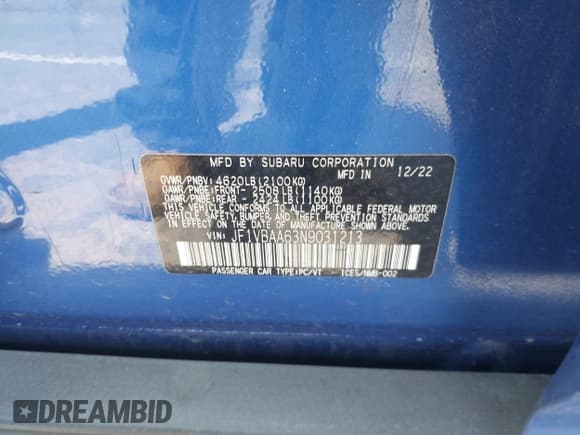 MFD BY SUBARU CORPORATION
MFD IN 12/22
GVWR/PNBV: 4620LB(2100KG)
GAWR/PNBE:FRONT- 2508LB(1140KG)
GAWR/PNBE:REAR - 2424LB(1100KG)
THIS VEHICLE CONFORMS TO ALL APPLICABLE FEDERAL MOTOR
VEHICLE SAFETY, BUMPER, AND THEFT PREVENTION STANDARDS
IN EFFECT ON THE DATE OF MANUFACTURE SHOWN ABOVE.
VIN: JF1VBAA63N9031213
PASSENGER CAR TYPE:PC/VT ICES/NMB-002
DREAMBID